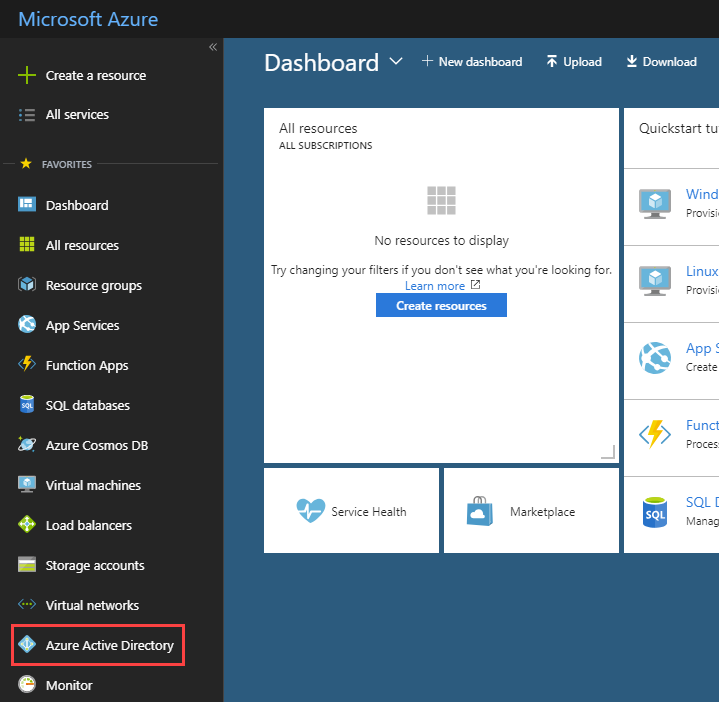 Microsoft Azure
«
Create a resource
All services
FAVORITES
Dashboard
All resources
Resource groups
App Services
Function Apps
SQL databases
Azure Cosmos DB
Virtual machines
Load balancers
Storage accounts
Virtual networks
Azure Active Directory
Monitor
Dashboard
New dashboard
Upload
Download
All resources
ALL SUBSCRIPTIONS
No resources to display
Try changing your filters if you don't see what you're looking for.
Learn more
Create resources
Service Health
Marketplace
Quickstart tu
Wind
Provisi
Linux
Provisi
App S
Create
Funct
Proces
SQL
SQL D
Manag